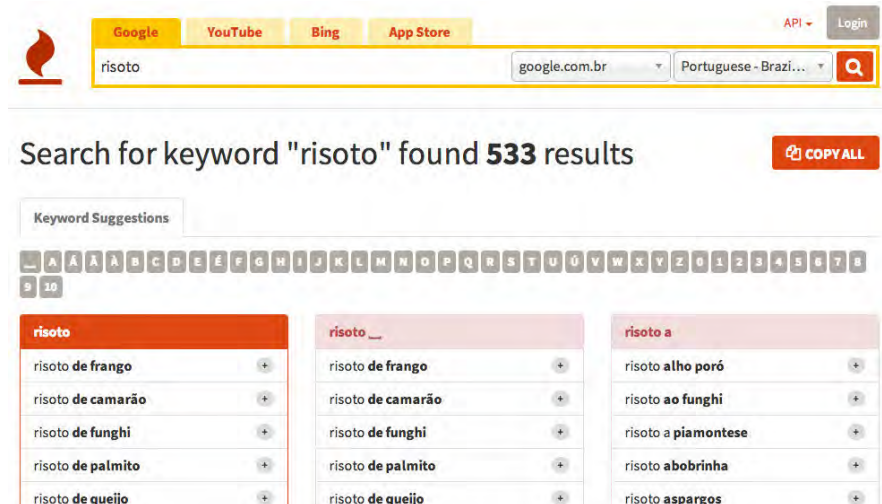 Google YouTube Bing App Store API Login
risoto google.com.br Portuguese - Brazi...
Search for keyword "risoto" found 533 results COPY ALL
Keyword Suggestions
_ A Á Ã À B C D E É F G H I J K L M N O P Q R S T U Ú V W X Y Z 0 1 2 3 4 5 6 7 8
9 10
risoto risoto _ risoto a
risoto de frango + risoto de frango + risoto alho poró +
risoto de camarão + risoto de camarão + risoto ao funghi +
risoto de funghi + risoto de funghi + risoto a piamontese +
risoto de palmito + risoto de palmito + risoto abobrinha +
risoto de queijo + risoto de queijo + risoto aspargos +